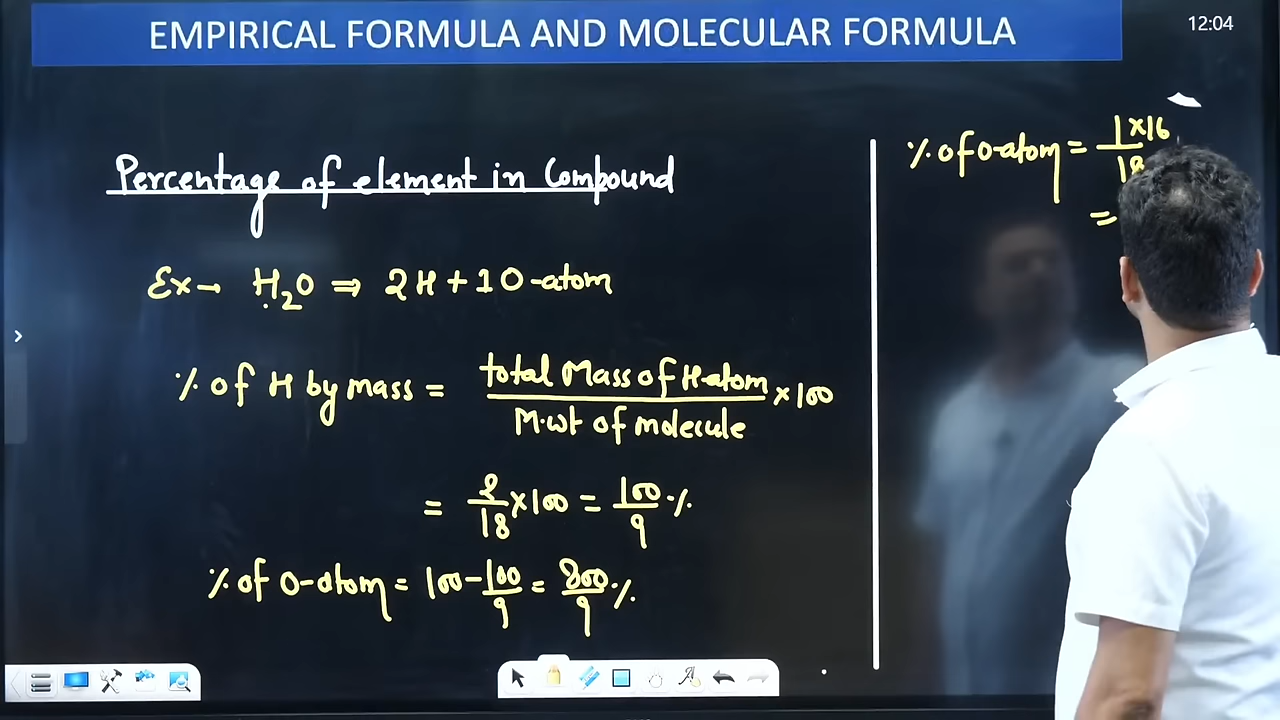 EMPIRICAL FORMULA AND MOLECULAR FORMULA
12:04
Percentage of element in Compound
Ex→ H₂O ⇒ 2H + 1 O-atom
% of H by mass = total Mass of H-atom / M.wt of molecule × 100
= 2/18 × 100 = 100/9 %
% of O-atom = 100 - 100/9 = 800/9 %
% of O-atom = 1×16 / 18
=